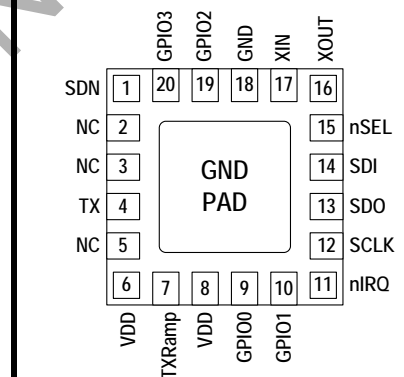 GPIO3
GPIO2
GND
XIN
XOUT
SDN 1 20 19 18 17 16
NC 2 15 nSEL
NC 3 GND 14 SDI
TX 4 PAD 13 SDO
NC 5 12 SCLK
6 7 8 9 10 11 nIRQ
VDD
TXRamp
VDD
GPIO0
GPIO1